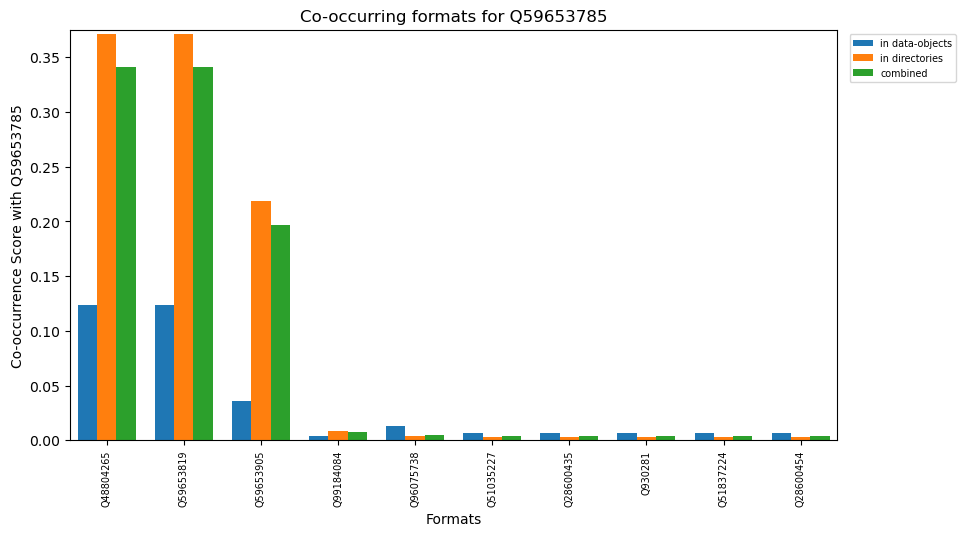 Co-occurring formats for Q59653785
in data-objects
in directories
combined
Co-occurrence Score with Q59653785
0.35
0.30
0.25
0.20
0.15
0.10
0.05
0.00
Q48804265
Q59653819
Q59653905
Q99184084
Q96075738
Q51035227
Q28600435
Q930281
Q51837224
Q28600454
Formats